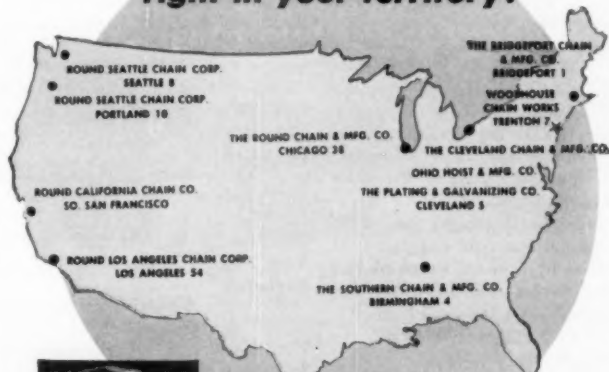 right in your territory!
ROUND SEATTLE CHAIN CORP.
SEATTLE 8
ROUND SEATTLE CHAIN CORP.
PORTLAND 10
ROUND CALIFORNIA CHAIN CO.
SO. SAN FRANCISCO
ROUND LOS ANGELES CHAIN CORP.
LOS ANGELES 54
THE ROUND CHAIN & MFG. CO.
CHICAGO 38
THE BRIDGEPORT CHAIN
& MFG. CO.
BRIDGEPORT 1
WOODHOUSE
CHAIN WORKS
TRENTON 7
THE CLEVELAND CHAIN & MFG. CO.
OHIO HOIST & MFG. CO.
THE PLATING & GALVANIZING CO.
CLEVELAND 5
THE SOUTHERN CHAIN & MFG. CO.
BIRMINGHAM 4